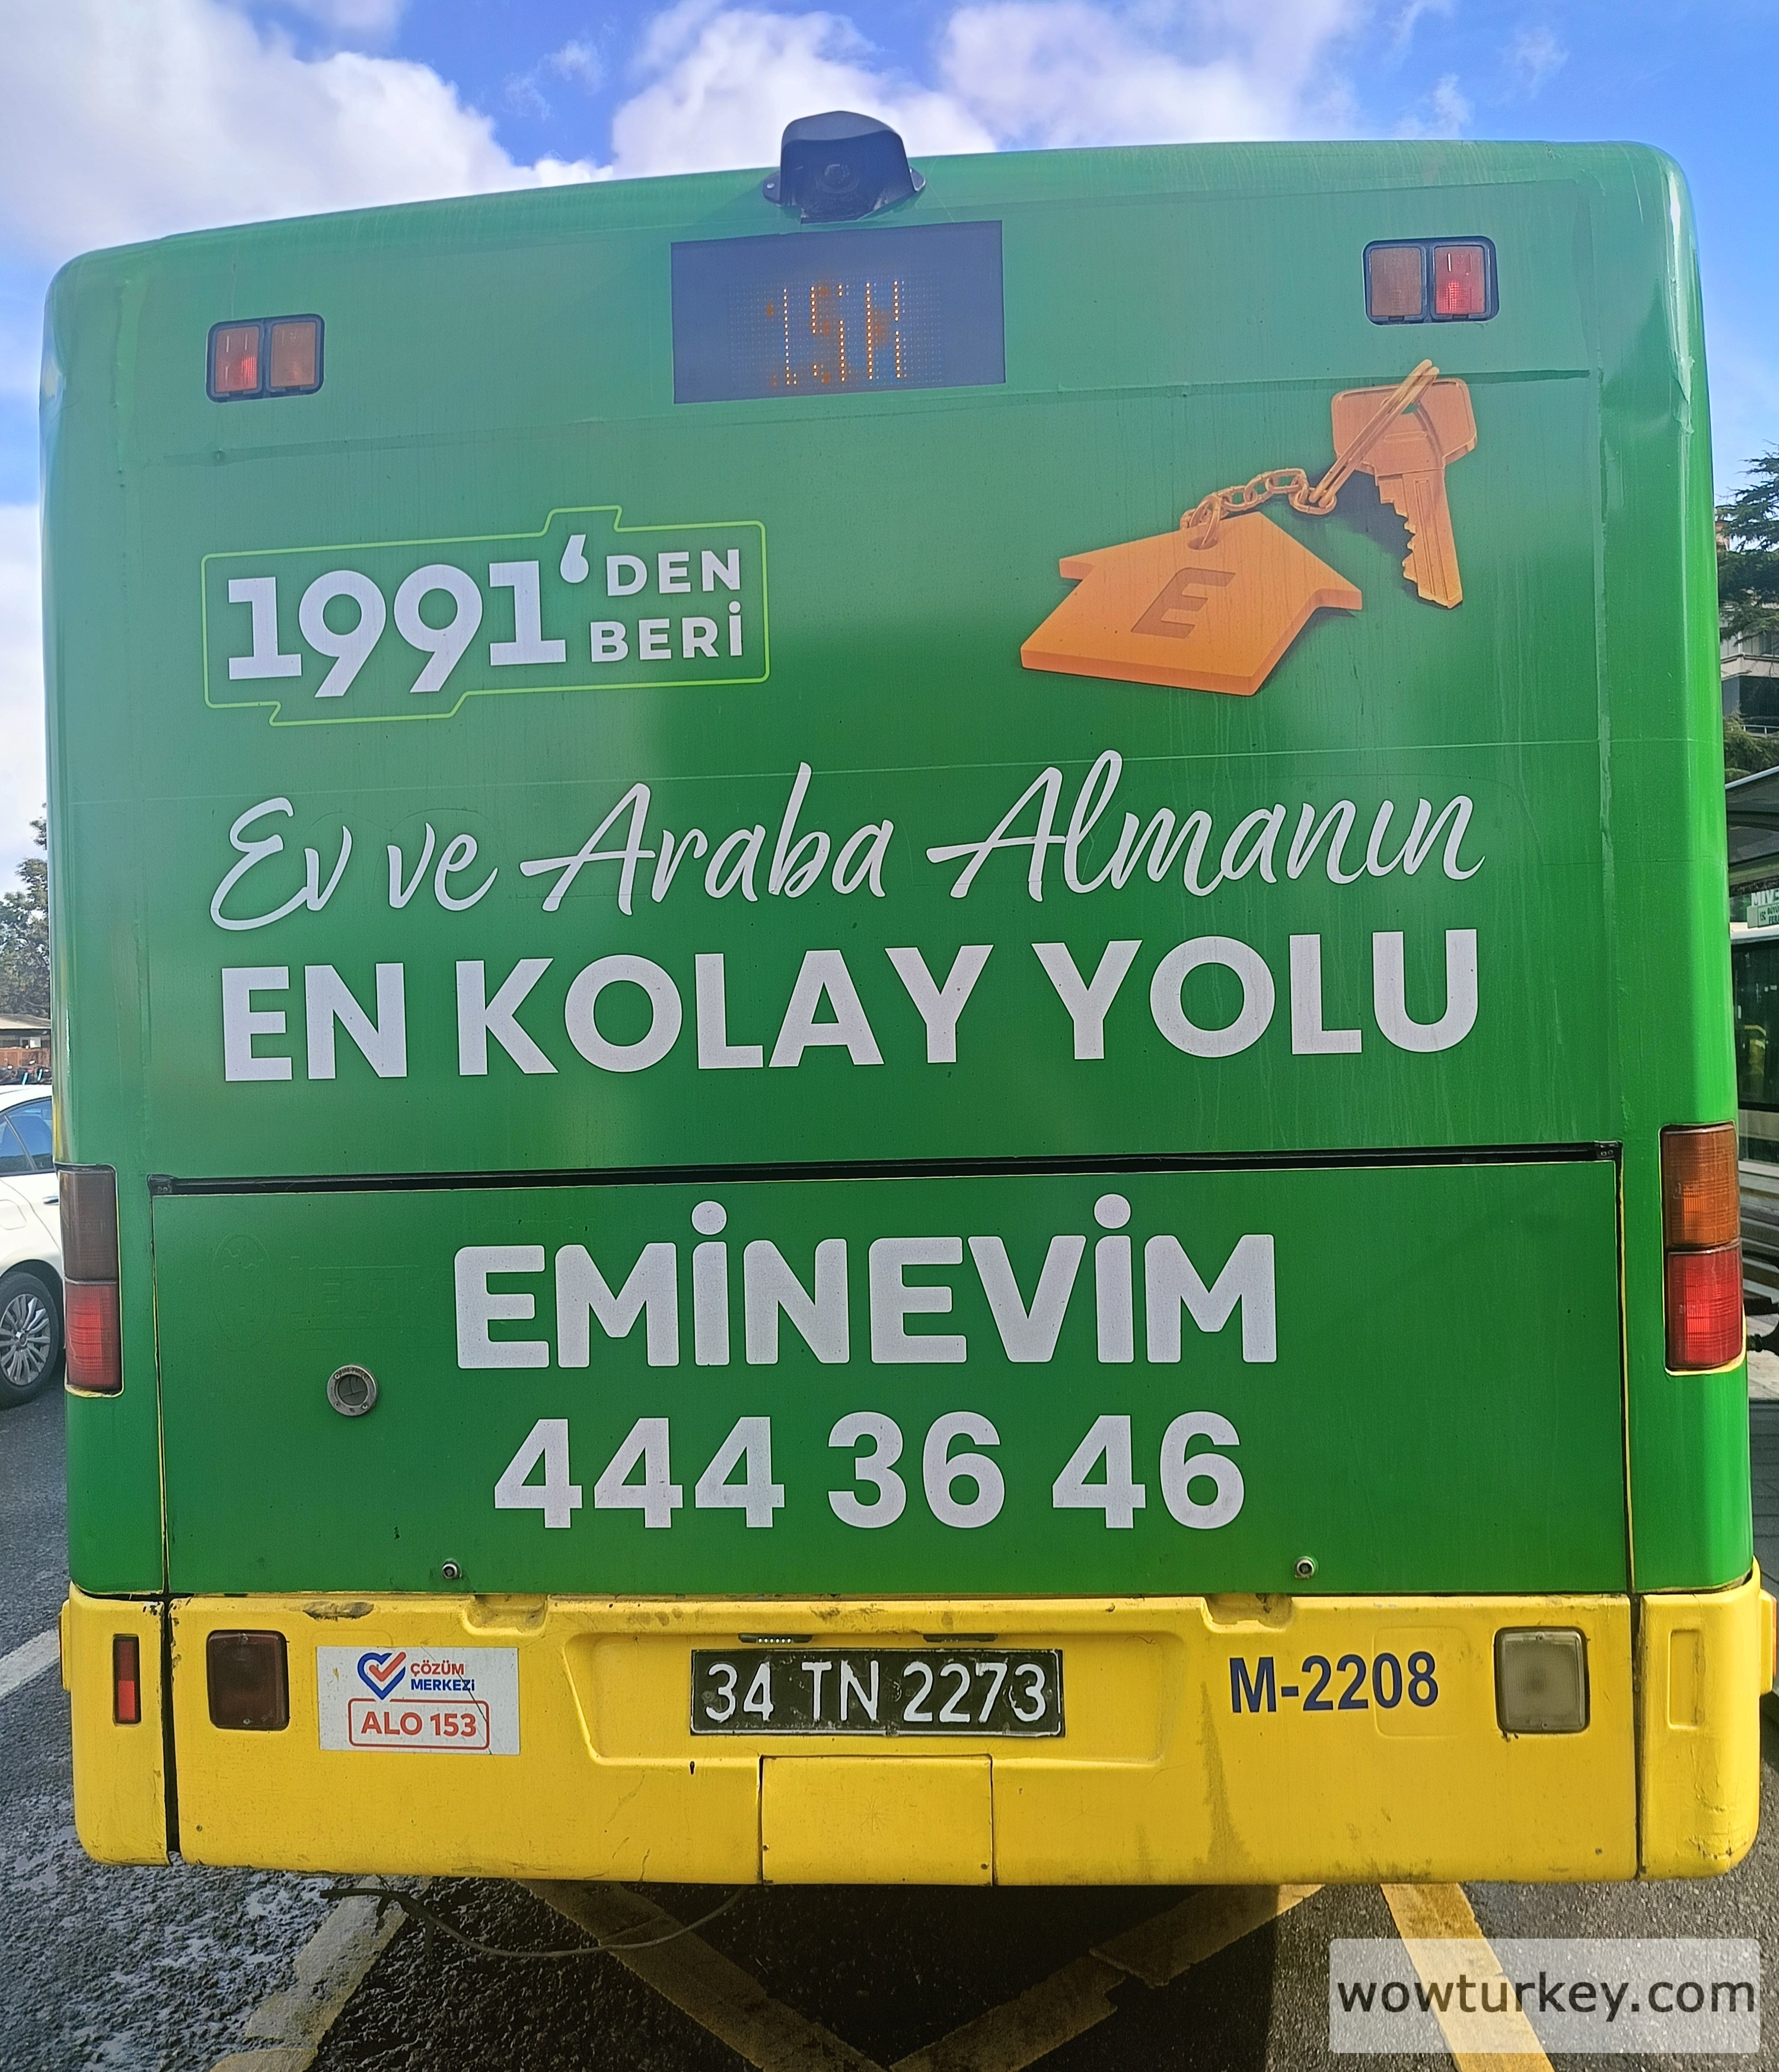 1991'DEN
BERİ
E
Ev ve Araba Almanın
EN KOLAY YOLU
EMİNEVİM
444 36 46
ÇÖZÜM
MERKEZİ
ALO 153
34 TN 2273
M-2208
wowturkey.com